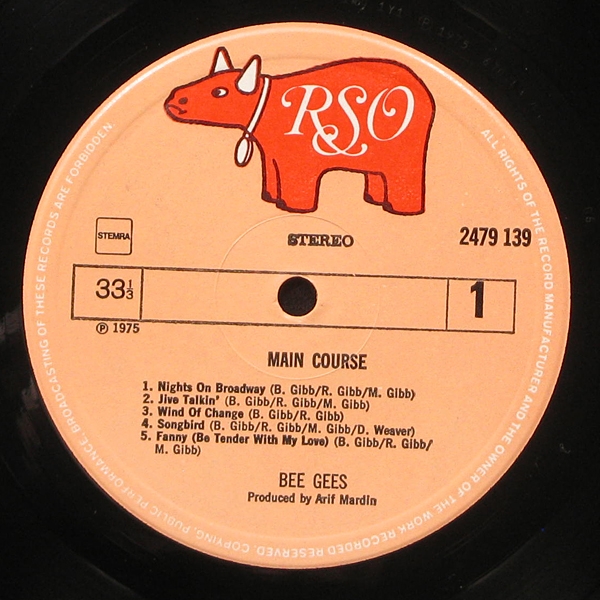 RSO
STEMRA
STEREO
2479 139
33⅓
1
℗ 1975
MAIN COURSE
1. Nights On Broadway (B. Gibb/R. Gibb/M. Gibb)
2. Jive Talkin' (B. Gibb/R. Gibb/M. Gibb)
3. Wind Of Change (B. Gibb/R. Gibb)
4. Songbird (B. Gibb/R. Gibb/M. Gibb/D. Weaver)
5. Fanny (Be Tender With My Love) (B. Gibb/R. Gibb/
M. Gibb)
BEE GEES
Produced by Arif Mardin
ALL RIGHTS OF THE RECORD MANUFACTURER AND THE OWNER OF THE WORK RECORDED RESERVED. COPYING, PUBLIC PERFORMANCE, BROADCASTING OF THESE RECORDS ARE FORBIDDEN.